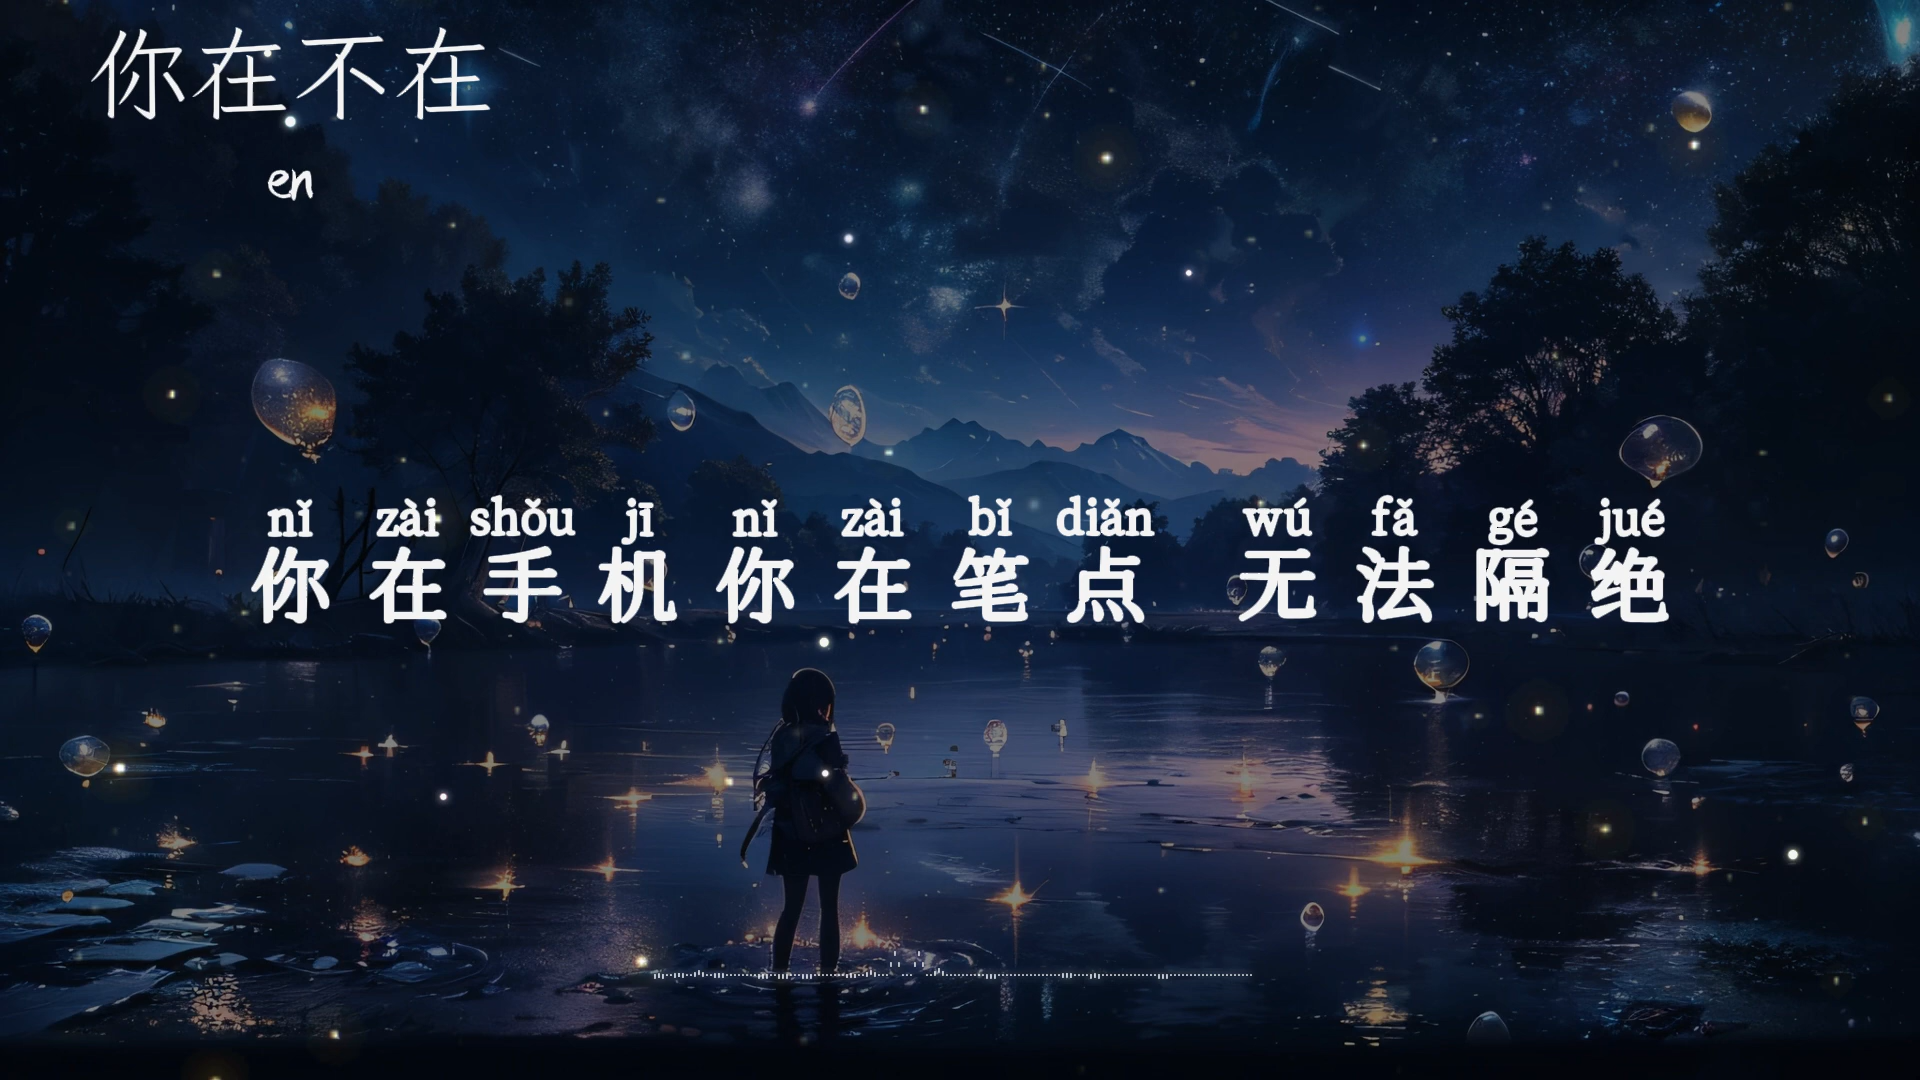 你在不在
en
nǐ zài shǒu jī nǐ zài bǐ diǎn wú fǎ gé jué
你在手机你在笔点 无法隔绝